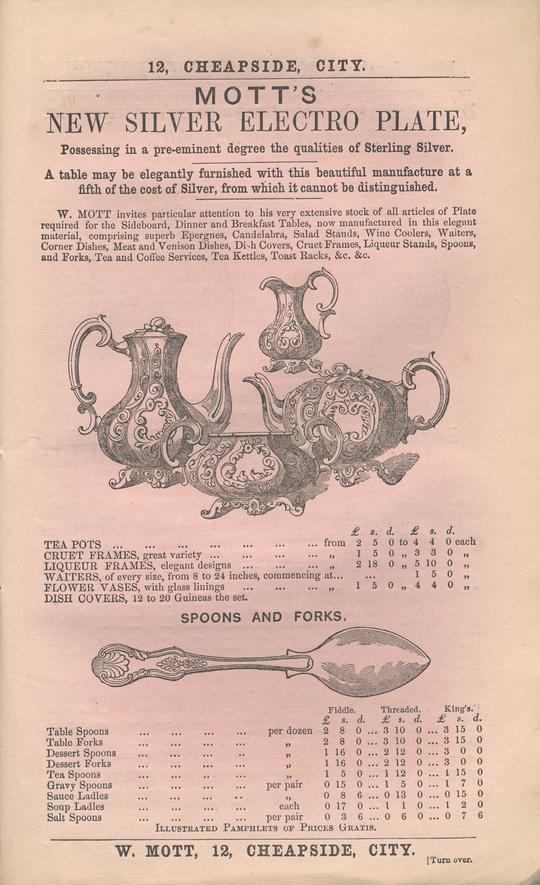 12, CHEAPSIDE, CITY.
MOTT'S
NEW SILVER ELECTRO PLATE,
Possessing in a pre-eminent degree the qualities of Sterling Silver.
A table may be elegantly furnished with this beautiful manufacture at a
fifth of the cost of Silver, from which it cannot be distinguished.
W. MOTT invites particular attention to his very extensive stock of all articles of Plate
required for the Sideboard, Dinner and Breakfast Tables, now manufactured in this elegant
material, comprising superb Epergnes, Candelabra, Salad Stands, Wine Coolers, Waiters,
Corner Dishes, Meat and Venison Dishes, Dish Covers, Cruet Frames, Liqueur Stands, Spoons,
and Forks, Tea and Coffee Services, Tea Kettles, Toast Racks, &c. &c.
£ s. d. £ s. d.
TEA POTS ... ... ... ... ... ... from 2 5 0 to 4 4 0 each
CRUET FRAMES, great variety ... ... ... ... „ 1 5 0 „ 3 3 0 „
LIQUEUR FRAMES, elegant designs ... ... ... „ 2 18 0 „ 5 10 0 „
WAITERS, of every size, from 8 to 24 inches, commencing at... ... 1 5 0 „
FLOWER VASES, with glass linings ... ... ... „ 1 5 0 „ 4 4 0 „
DISH COVERS, 12 to 20 Guineas the set.
SPOONS AND FORKS.
Fiddle. Threaded. King's.
£ s. d. £ s. d. £ s. d.
Table Spoons ... ... ... ... per dozen 2 8 0 ... 3 10 0 ... 3 15 0
Table Forks ... ... ... ... „ 2 8 0 ... 3 10 0 ... 3 15 0
Dessert Spoons ... ... ... ... „ 1 16 0 ... 2 12 0 ... 3 0 0
Dessert Forks ... ... ... ... „ 1 16 0 ... 2 12 0 ... 3 0 0
Tea Spoons ... ... ... ... „ 1 5 0 ... 1 12 0 ... 1 15 0
Gravy Spoons ... ... ... ... per pair 0 15 0 ... 1 5 0 ... 1 7 0
Sauce Ladles ... ... ... ... „ 0 8 6 ... 0 13 0 ... 0 15 0
Soup Ladles ... ... ... ... each 0 17 0 ... 1 1 0 ... 1 2 0
Salt Spoons ... ... ... ... per pair 0 3 6 ... 0 6 0 ... 0 7 6
ILLUSTRATED PAMPHLETS OF PRICES GRATIS.
W. MOTT, 12, CHEAPSIDE, CITY.
[Turn over.